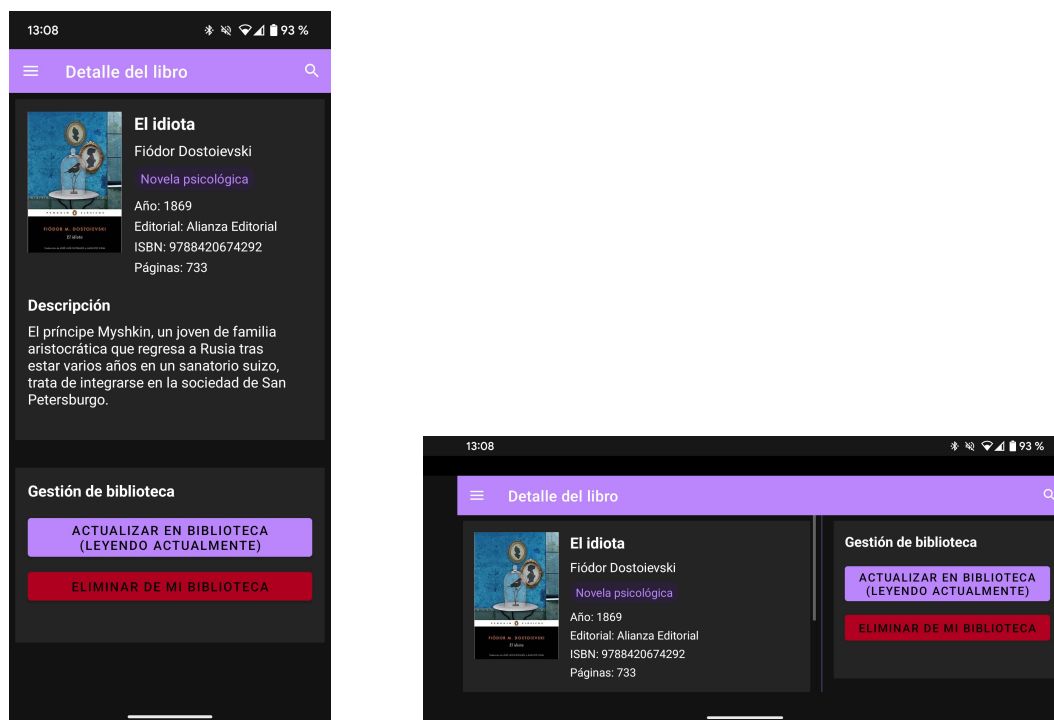 13:08
93 %
Detalle del libro
El idiota
Fiódor Dostoievski
Novela psicológica
Año: 1869
Editorial: Alianza Editorial
ISBN: 9788420674292
Páginas: 733
PENGUIN CLÁSICOS
FIÓDOR M. DOSTOIEVSKI
El idiota
Descripción
El príncipe Myshkin, un joven de familia
aristocrática que regresa a Rusia tras
estar varios años en un sanatorio suizo,
trata de integrarse en la sociedad de San
Petersburgo.
Gestión de biblioteca
ACTUALIZAR EN BIBLIOTECA
(LEYENDO ACTUALMENTE)
ELIMINAR DE MI BIBLIOTECA
13:08
93 %
Detalle del libro
El idiota
Fiódor Dostoievski
Novela psicológica
Año: 1869
Editorial: Alianza Editorial
ISBN: 9788420674292
Páginas: 733
PENGUIN CLÁSICOS
FIÓDOR M. DOSTOIEVSKI
El idiota
Gestión de biblioteca
ACTUALIZAR EN BIBLIOTECA
(LEYENDO ACTUALMENTE)
ELIMINAR DE MI BIBLIOTECA